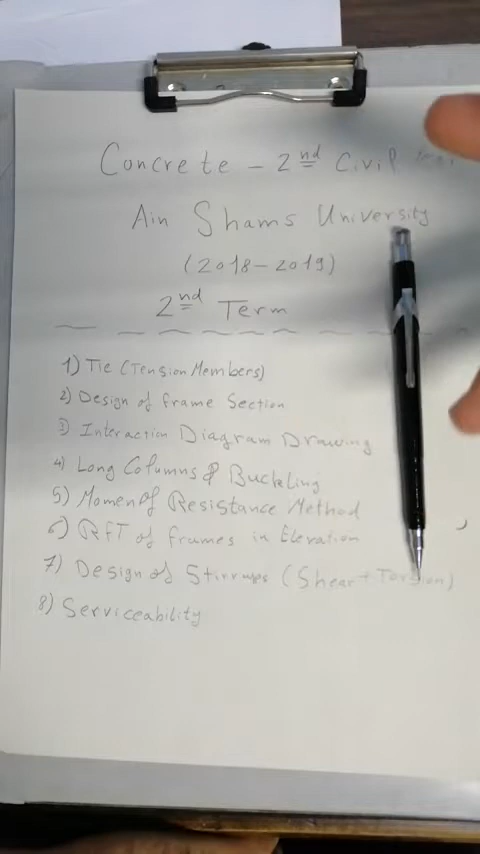 Concrete - 2nd Civil
Ain Shams University
(2018-2019)
2nd Term
1) Tie (Tension Members)
2) Design of Frame Section
3) Interaction Diagram Drawing
4) Long Columns & Buckling
5) Moment of Resistance Method
6) RFT of Frames in Elevation
7) Design of Stirrups (Shear + Torsion)
8) Serviceability